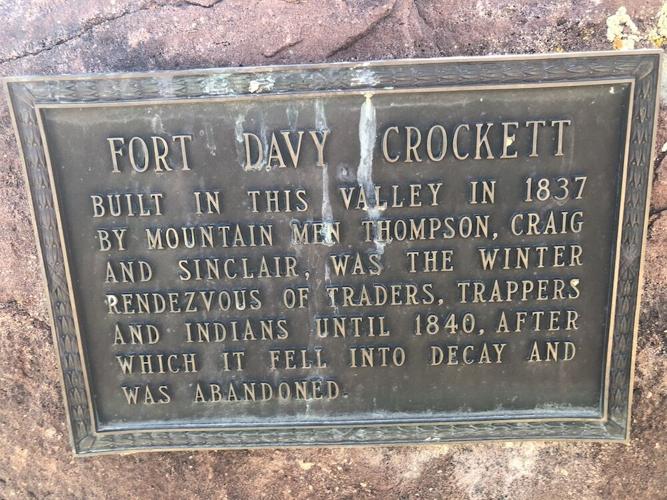 FORT DAVY CROCKETT
BUILT IN THIS VALLEY IN 1837
BY MOUNTAIN MEN THOMPSON, CRAIG
AND SINCLAIR, WAS THE WINTER
RENDEZVOUS OF TRADERS, TRAPPERS
AND INDIANS UNTIL 1840, AFTER
WHICH IT FELL INTO DECAY AND
WAS ABANDONED.